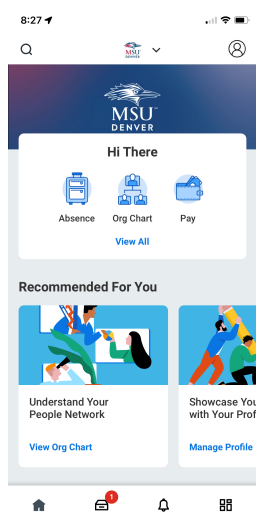 8:27
MSU
DENVER
MSU
DENVER
Hi There
Absence Org Chart Pay
View All
Recommended For You
Understand Your
People Network
Showcase You
with Your Prof
View Org Chart
Manage Profile
1